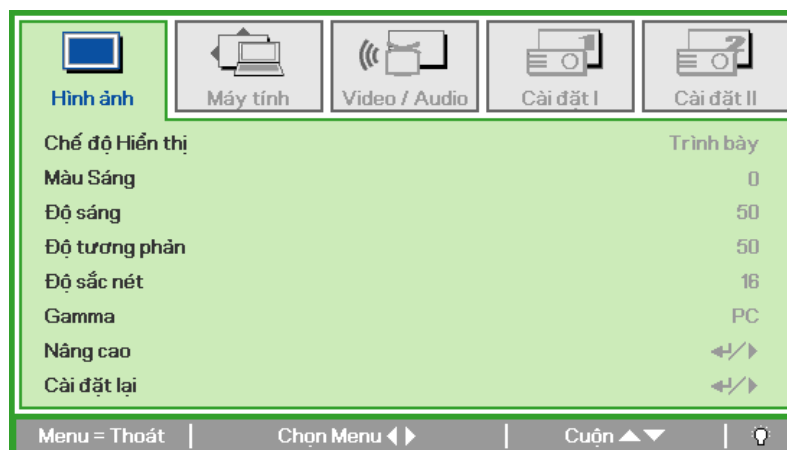 Hình ảnh Máy tính Video / Audio Cài đặt I Cài đặt II
Chế độ Hiển thị Trình bày
Màu Sáng 0
Độ sáng 50
Độ tương phản 50
Độ sắc nét 16
Gamma PC
Nâng cao
Cài đặt lại
Menu = Thoát Chọn Menu Cuộn